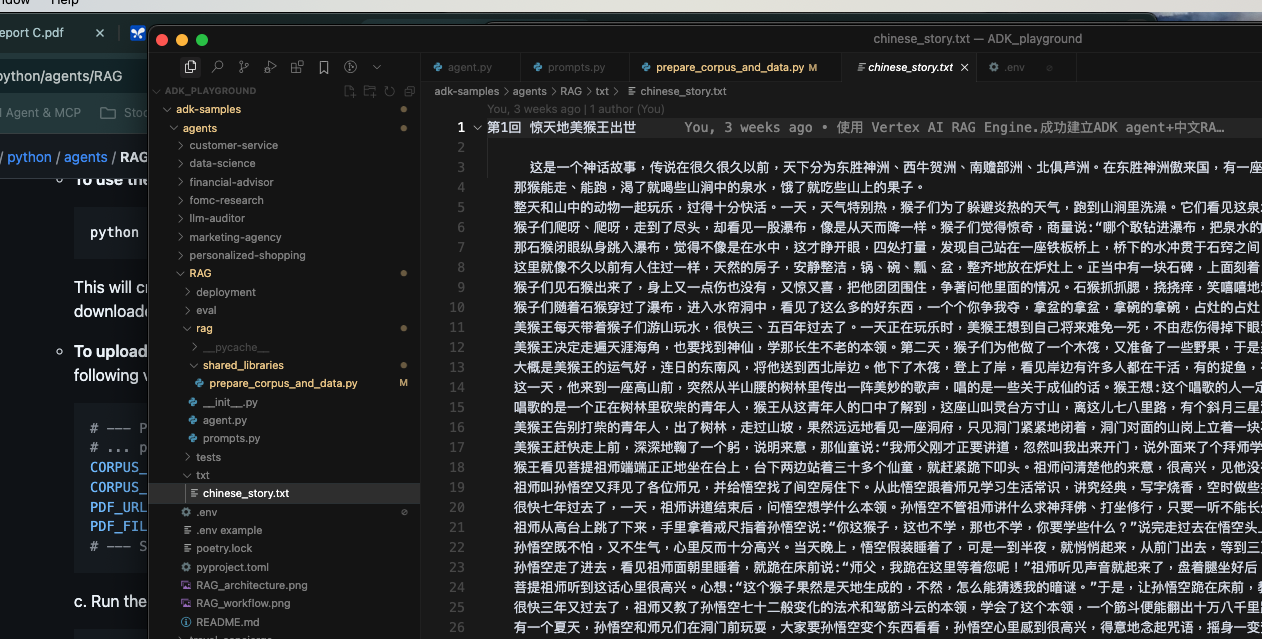 ndow Help
eport C.pdf
python/agents/RAG
l Agent & MCP
Stoc
/ python / agents / RAG
To use the
python
This will cr
downloade
To upload
following v
# --- P
# ... p
CORPUS_
CORPUS_
PDF_URL
PDF_FIL
# --- S
c. Run the
chinese_story.txt — ADK_playground
ADK_PLAYGROUND
adk-samples
agents
customer-service
data-science
financial-advisor
fomc-research
llm-auditor
marketing-agency
personalized-shopping
RAG
deployment
eval
rag
__pycache__
shared_libraries
prepare_corpus_and_data.py M
__init__.py
agent.py
prompts.py
tests
txt
chinese_story.txt
.env
.env example
poetry.lock
pyproject.toml
RAG_architecture.png
RAG_workflow.png
README.md
travel-concierge
agent.py
prompts.py
prepare_corpus_and_data.py M
chinese_story.txt
.env
adk-samples > agents > RAG > txt > chinese_story.txt
You, 3 weeks ago | 1 author (You)
1 第1回 惊天地美猴王出世 You, 3 weeks ago • 使用 Vertex AI RAG Engine.成功建立ADK agent+中文RA…
2
3 这是一个神话故事，传说在很久很久以前，天下分为东胜神洲、西牛贺洲、南赡部洲、北俱芦洲。在东胜神洲傲来国，有一座
4 那猴能走、能跑，渴了就喝些山涧中的泉水，饿了就吃些山上的果子。
5 整天和山中的动物一起玩乐，过得十分快活。一天，天气特别热，猴子们为了躲避炎热的天气，跑到山涧里洗澡。它们看见这泉
6 猴子们爬呀、爬呀，走到了尽头，却看见一股瀑布，像是从天而降一样。猴子们觉得惊奇，商量说:“哪个敢钻进瀑布，把泉水的
7 那石猴闭眼纵身跳入瀑布，觉得不像是在水中，这才睁开眼，四处打量，发现自己站在一座铁板桥上，桥下的水冲贯于石窍之间
8 这里就像不久以前有人住过一样，天然的房子，安静整洁，锅、碗、瓢、盆，整齐地放在炉灶上。正当中有一块石碑，上面刻着
9 猴子们见石猴出来了，身上又一点伤也没有，又惊又喜，把他团团围住，争著问他里面的情况。石猴抓抓腮，挠挠痒，笑嘻嘻地
10 猴子们随着石猴穿过了瀑布，进入水帘洞中，看见了这么多的好东西，一个个你争我夺，拿盆的拿盆，拿碗的拿碗，占灶的占灶
11 美猴王每天带着猴子们游山玩水，很快三、五百年过去了。一天正在玩乐时，美猴王想到自己将来难免一死，不由悲伤得掉下眼
12 美猴王决定走遍天涯海角，也要找到神仙，学那长生不老的本领。第二天，猴子们为他做了一个木筏，又准备了一些野果，于是美
13 大概是美猴王的运气好，连日的东南风，将他送到西北岸边。他下了木筏，登上了岸，看见岸边有许多人都在干活，有的捉鱼，
14 这一天，他来到一座高山前，突然从半山腰的树林里传出一阵美妙的歌声，唱的是一些关于成仙的话。猴王想:这个唱歌的人一定
15 唱歌的是一个正在树林里砍柴的青年人，猴王从这青年人的口中了解到，这座山叫灵台方寸山，离这儿七八里路，有个斜月三星
16 美猴王告别打柴的青年人，出了树林，走过山坡，果然远远地看见一座洞府，只见洞门紧紧地闭着，洞门对面的山岗上立着一块
17 美猴王赶快走上前，深深地鞠了一个躬，说明来意，那仙童说:“我师父刚才正要讲道，忽然叫我出来开门，说外面来了个拜师学
18 猴王看见菩提祖师端端正正地坐在台上，台下两边站着三十多个仙童，就赶紧跪下叩头。祖师问清楚他的来意，很高兴，见他没
19 祖师叫孙悟空又拜见了各位师兄，并给悟空找了间空房住下。从此悟空跟着师兄学习生活常识，讲究经典，写字烧香，空时做些
20 很快七年过去了，一天，祖师讲道结束后，问悟空想学什么本领。孙悟空不管祖师讲什么求神拜佛、打坐修行，只要一听不能长
21 祖师从高台上跳了下来，手里拿着戒尺指着孙悟空说:“你这猴子，这也不学，那也不学，你要学些什么？”说完走过去在悟空头上
22 孙悟空既不怕，又不生气，心里反而十分高兴。当天晚上，悟空假装睡着了，可是一到半夜，就悄悄起来，从前门出去，等到三
23 孙悟空走了进去，看见祖师面朝里睡着，就跪在床前说:“师父，我跪在这里等着您呢！”祖师听见声音就起来了，盘着腿坐好后
24 菩提祖师听到这话心里很高兴。心想:“这个猴子果然是天地生成的，不然，怎么能猜透我的暗谜。”于是，让孙悟空跪在床前，教
25 很快三年又过去了，祖师又教了孙悟空七十二般变化的法术和驾筋斗云的本领，学会了这个本领，一个筋斗便能翻出十万八千里
26 有一个夏天，孙悟空和师兄们在洞门前玩耍，大家要孙悟空变个东西看看，孙悟空心里感到很高兴，得意地念起咒语，摇身一变